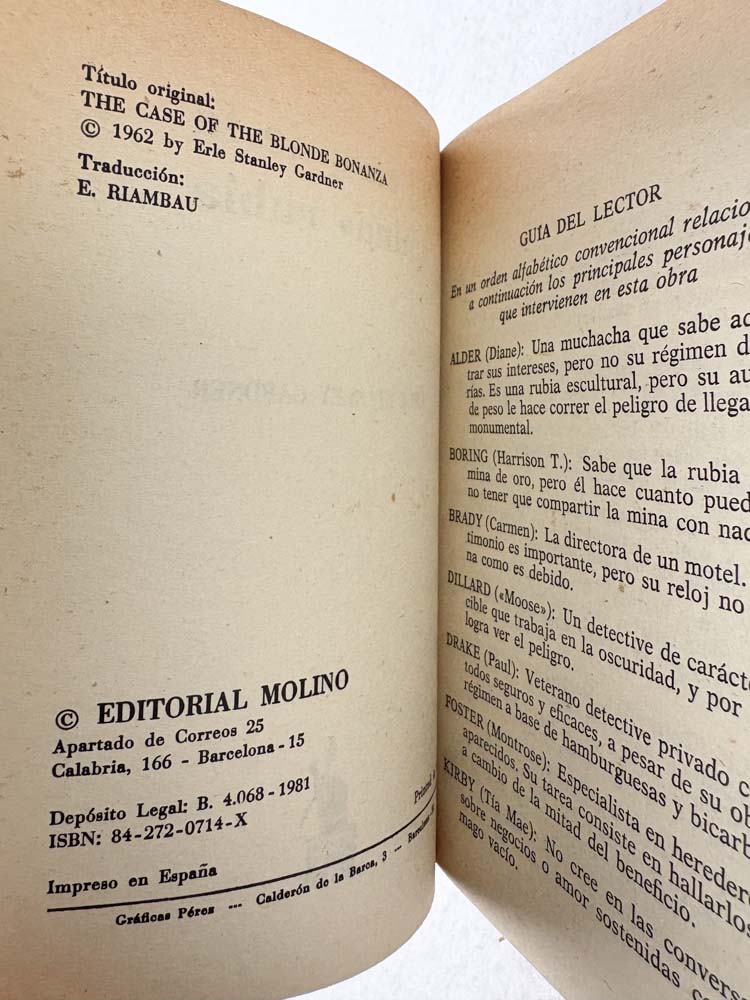 Título original:
THE CASE OF THE BLONDE BONANZA
© 1962 by Erle Stanley Gardner
Traducción:
E. RIAMBAU
© EDITORIAL MOLINO
Apartado de Correos 25
Calabria, 166 - Barcelona - 15
Depósito Legal: B. 4.068 - 1981
ISBN: 84-272-0714-X
Impreso en España
Gráficas Pérez --- Calderón de la Barca, 3 ---
GUIA DEL LECTOR
En un orden alfabético convencional relacio
a continuación los principales personaje
que intervienen en esta obra
ALDER (Diane): Una muchacha que sabe ad
trar sus intereses, pero no su régimen d
rías. Es una rubia escultural, pero su au
de peso le hace correr el peligro de llega
monumental.
BORING (Harrison T.): Sabe que la rubia
mina de oro, pero él hace cuanto pued
no tener que compartir la mina con nad
BRADY (Carmen): La directora de un motel.
timonio es importante, pero su reloj no
na como es debido.
DILLARD («Moose»): Un detective de caráct
cible que trabaja en la oscuridad, y por
logra ver el peligro.
DRAKE (Paul): Veterano detective privado c
todos seguros y eficaces, a pesar de su ob
régimen a base de hamburguesas y bicarb
FOSTER (Montrose): Especialista en heredero
aparecidos. Su tarea consiste en hallarlos
a cambio de la mitad del beneficio.
KIRBY (Tía Mae): No cree en las convers
sobre negocios o amor sostenidas
mago vacío.